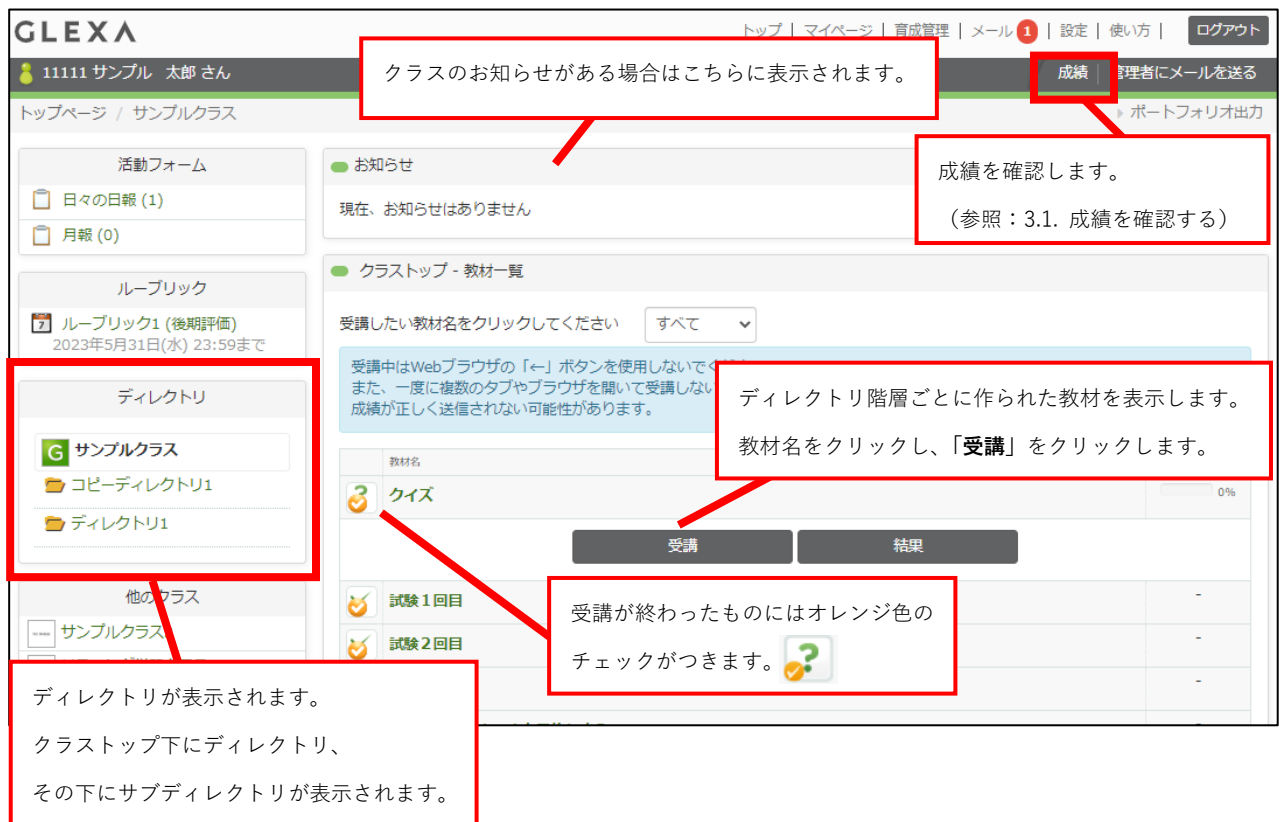 GLEXA
トップ | マイページ | 育成管理 | メール 1 | 設定 | 使い方 | ログアウト
11111 サンプル 太郎 さん
成績
管理者にメールを送る
クラスのお知らせがある場合はこちらに表示されます。
トップページ / サンプルクラス
ポートフォリオ出力
活動フォーム
日々の日報 (1)
月報 (0)
お知らせ
現在、お知らせはありません
成績を確認します。
（参照：3.1. 成績を確認する）
ルーブリック
7 ルーブリック1 (後期評価)
2023年5月31日(水) 23:59まで
クラストップ - 教材一覧
受講したい教材名をクリックしてください すべて
受講中はWebブラウザの「←」ボタンを使用しないでく
また、一度に複数のタブやブラウザを開いて受講しない
成績が正しく送信されない可能性があります。
ディレクトリ階層ごとに作られた教材を表示します。
教材名をクリックし、「受講」をクリックします。
ディレクトリ
G サンプルクラス
コピーディレクトリ1
ディレクトリ1
教材名
クイズ 0%
受講 結果
試験１回目 -
試験２回目 -
-
受講が終わったものにはオレンジ色の
チェックがつきます。
他のクラス
サンプルクラス
ディレクトリが表示されます。
クラストップ下にディレクトリ、
その下にサブディレクトリが表示されます。